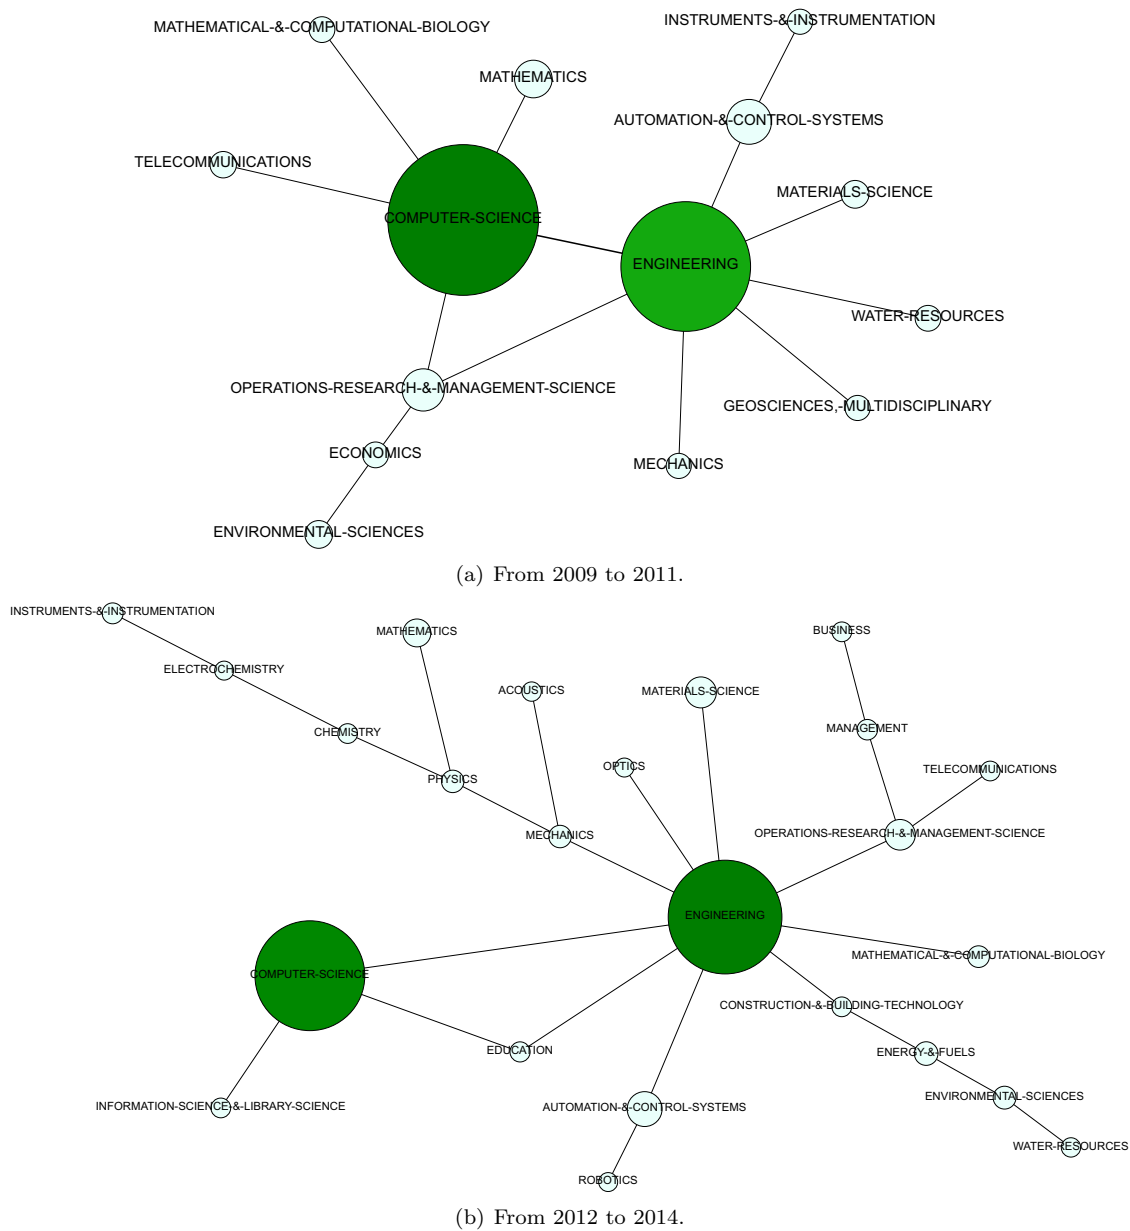 INSTRUMENTS-&-INSTRUMENTATION
MATHEMATICAL-&-COMPUTATIONAL-BIOLOGY
MATHEMATICS
AUTOMATION-&-CONTROL-SYSTEMS
TELECOMMUNICATIONS
MATERIALS-SCIENCE
COMPUTER-SCIENCE
ENGINEERING
WATER-RESOURCES
OPERATIONS-RESEARCH-&-MANAGEMENT-SCIENCE
GEOSCIENCES,-MULTIDISCIPLINARY
ECONOMICS
MECHANICS
ENVIRONMENTAL-SCIENCES
(a) From 2009 to 2011.
INSTRUMENTS-&-INSTRUMENTATION
MATHEMATICS
BUSINESS
ELECTROCHEMISTRY
ACOUSTICS
MATERIALS-SCIENCE
CHEMISTRY
MANAGEMENT
OPTICS
TELECOMMUNICATIONS
PHYSICS
MECHANICS
OPERATIONS-RESEARCH-&-MANAGEMENT-SCIENCE
ENGINEERING
MATHEMATICAL-&-COMPUTATIONAL-BIOLOGY
COMPUTER-SCIENCE
CONSTRUCTION-&-BUILDING-TECHNOLOGY
EDUCATION
ENERGY-&-FUELS
ENVIRONMENTAL-SCIENCES
INFORMATION-SCIENCE-&-LIBRARY-SCIENCE
AUTOMATION-&-CONTROL-SYSTEMS
WATER-RESOURCES
ROBOTICS
(b) From 2012 to 2014.